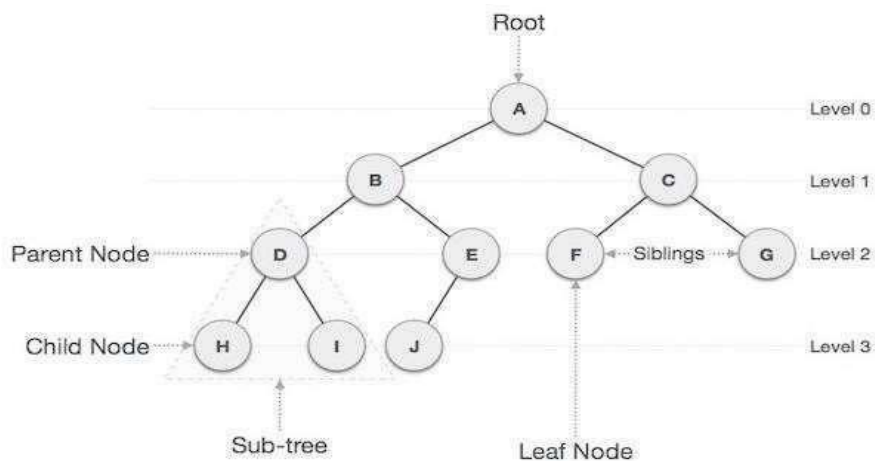 Root
A
Level 0
B
C
Level 1
Parent Node
D
E
F
Siblings
G
Level 2
Child Node
H
I
J
Level 3
Sub-tree
Leaf Node